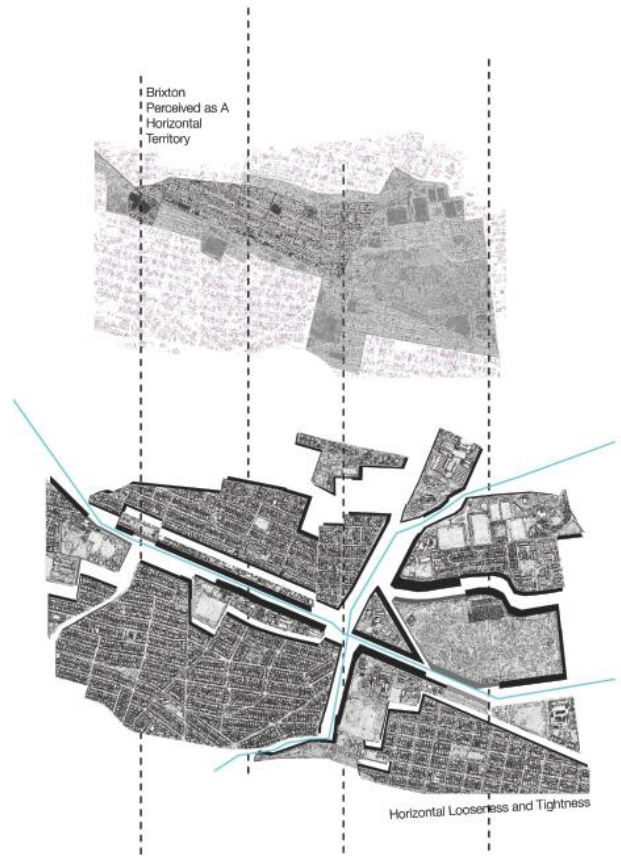 Brixton
Perceived as A
Horizontal
Territory
Horizontal Looseness and Tightness